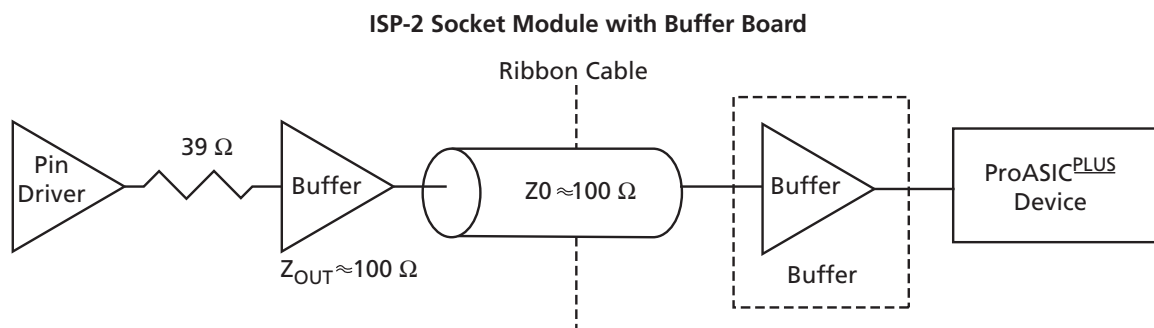 ISP-2 Socket Module with Buffer Board
Ribbon Cable
39 Ω
Pin
Driver
Buffer
Z0 ≈100 Ω
Buffer
ProASICPLUS
Device
ZOUT≈100 Ω
Buffer